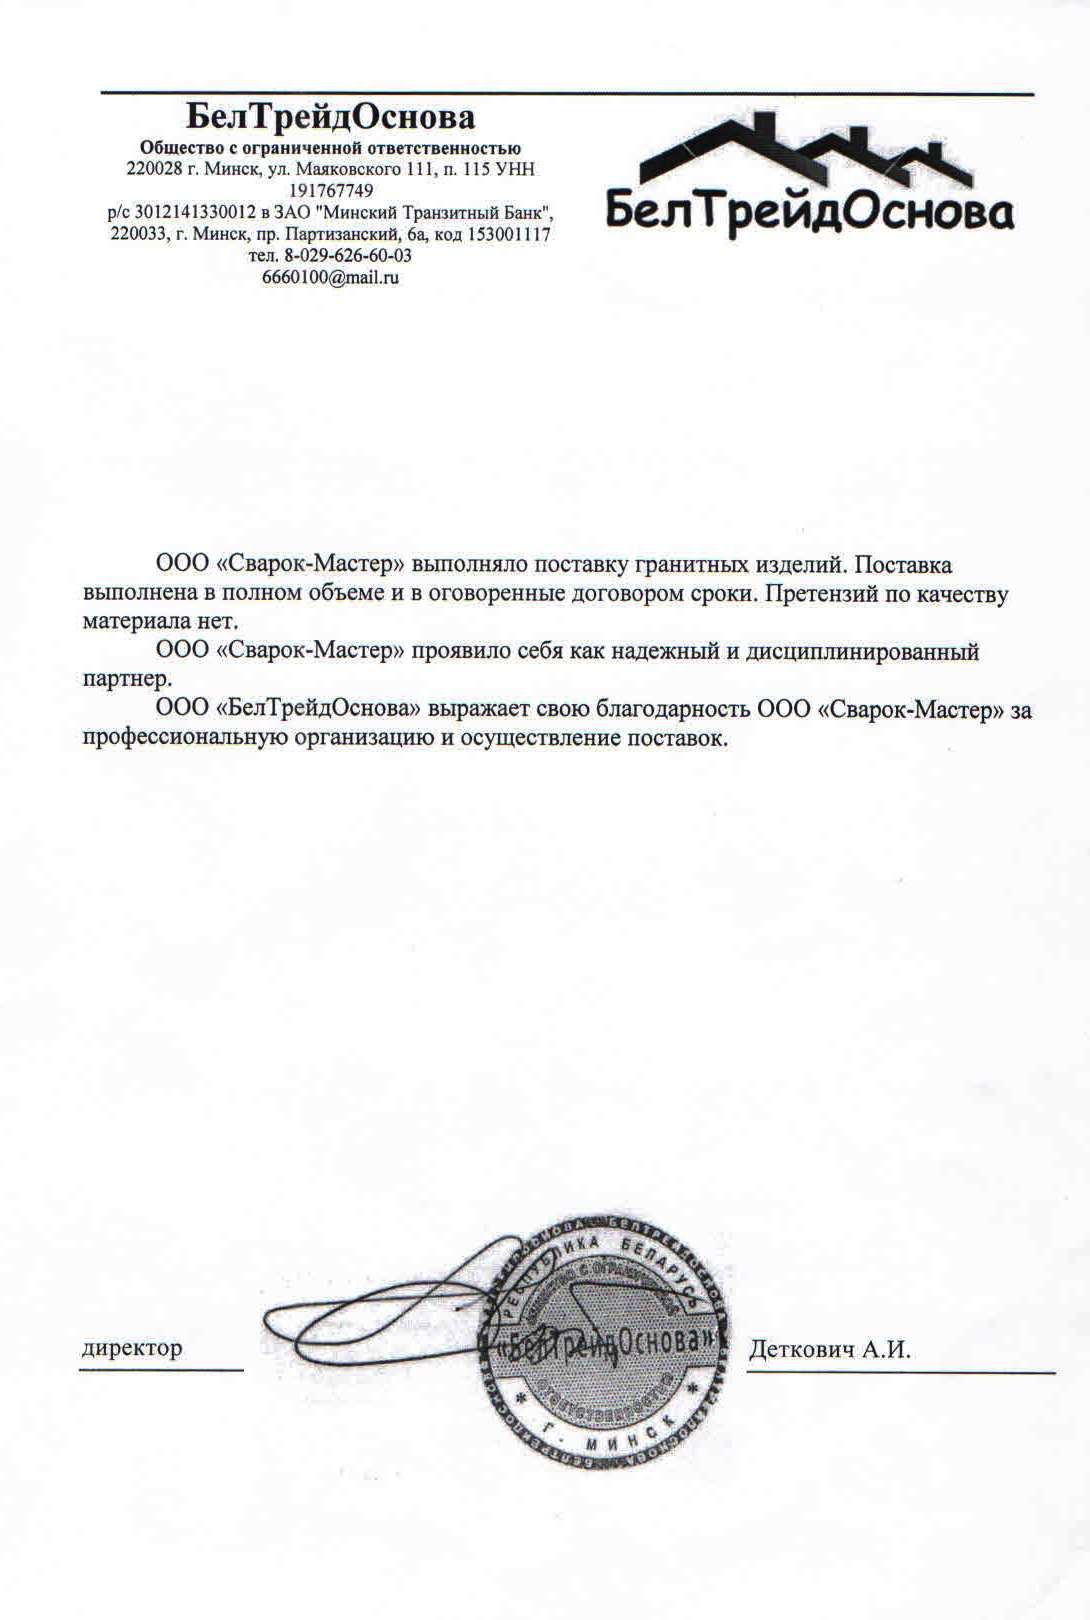 БелТрейдОснова
Общество с ограниченной ответственностью
220028 г. Минск, ул. Маяковского 111, п. 115 УНН
191767749
р/с 3012141330012 в ЗАО "Минский Транзитный Банк",
220033, г. Минск, пр. Партизанский, 6а, код 153001117
тел. 8-029-626-60-03
6660100@mail.ru
БелТрейдОснова
ООО «Сварок-Мастер» выполняло поставку гранитных изделий. Поставка
выполнена в полном объеме и в оговоренные договором сроки. Претензий по качеству
материала нет.
ООО «Сварок-Мастер» проявило себя как надежный и дисциплинированный
партнер.
ООО «БелТрейдОснова» выражает свою благодарность ООО «Сварок-Мастер» за
профессиональную организацию и осуществление поставок.
директор
РЕСПУБЛИКА БЕЛАРУСЬ
«БелТрейдОснова»
* Г. МИНСК *
Деткович А.И.